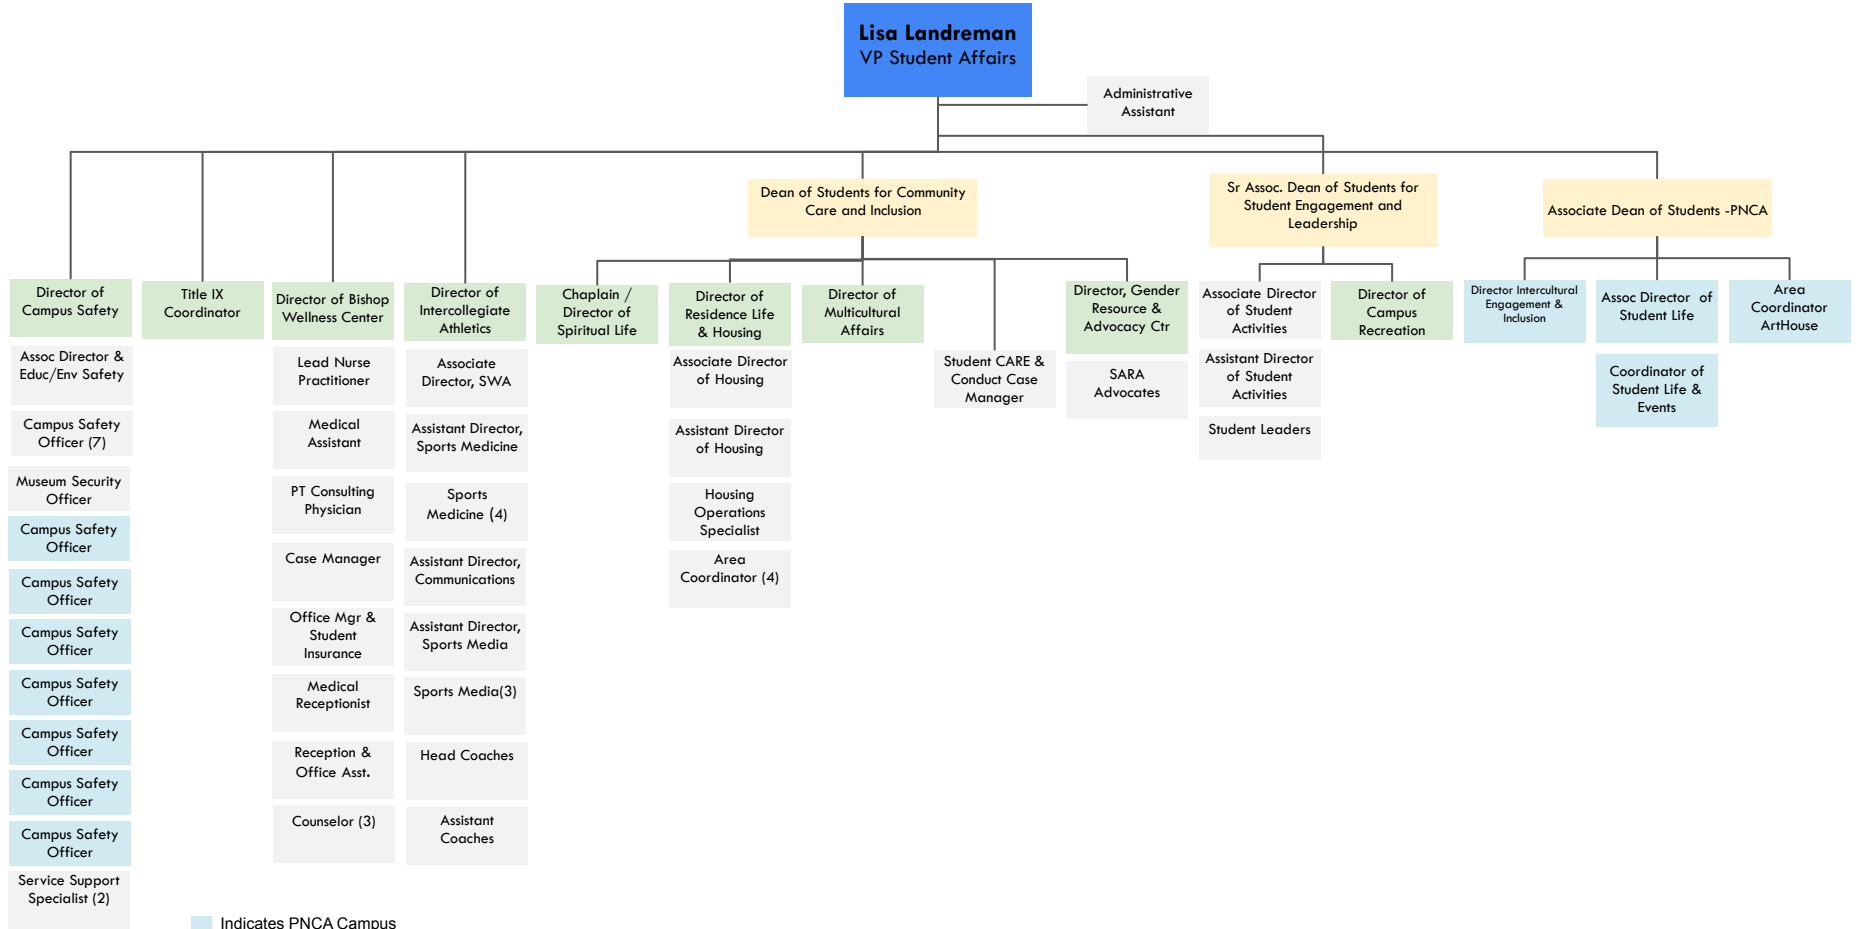 Lisa Landreman
VP Student Affairs
Administrative
Assistant
Dean of Students for Community
Care and Inclusion
Sr Assoc. Dean of Students for
Student Engagement and
Leadership
Associate Dean of Students -PNCA
Director of
Campus Safety
Assoc Director &
Educ/Env Safety
Campus Safety
Officer (7)
Museum Security
Officer
Campus Safety
Officer
Campus Safety
Officer
Campus Safety
Officer
Campus Safety
Officer
Campus Safety
Officer
Campus Safety
Officer
Campus Safety
Officer
Service Support
Specialist (2)
Title IX
Coordinator
Director of Bishop
Wellness Center
Lead Nurse
Practitioner
Medical
Assistant
PT Consulting
Physician
Case Manager
Office Mgr &
Student
Insurance
Medical
Receptionist
Reception &
Office Asst.
Counselor (3)
Director of
Intercollegiate
Athletics
Associate
Director, SWA
Assistant Director,
Sports Medicine
Sports
Medicine (4)
Assistant Director,
Communications
Assistant Director,
Sports Media
Sports Media(3)
Head Coaches
Assistant
Coaches
Chaplain /
Director of
Spiritual Life
Director of
Residence Life
& Housing
Associate Director
of Housing
Assistant Director
of Housing
Housing
Operations
Specialist
Area
Coordinator (4)
Director of
Multicultural
Affairs
Student CARE &
Conduct Case
Manager
Director, Gender
Resource &
Advocacy Ctr
SARA
Advocates
Associate Director
of Student
Activities
Assistant Director
of Student
Activities
Student Leaders
Director of
Campus
Recreation
Director Intercultural
Engagement &
Inclusion
Assoc Director of
Student Life
Coordinator of
Student Life &
Events
Area
Coordinator
ArtHouse
Indicates PNCA Campus